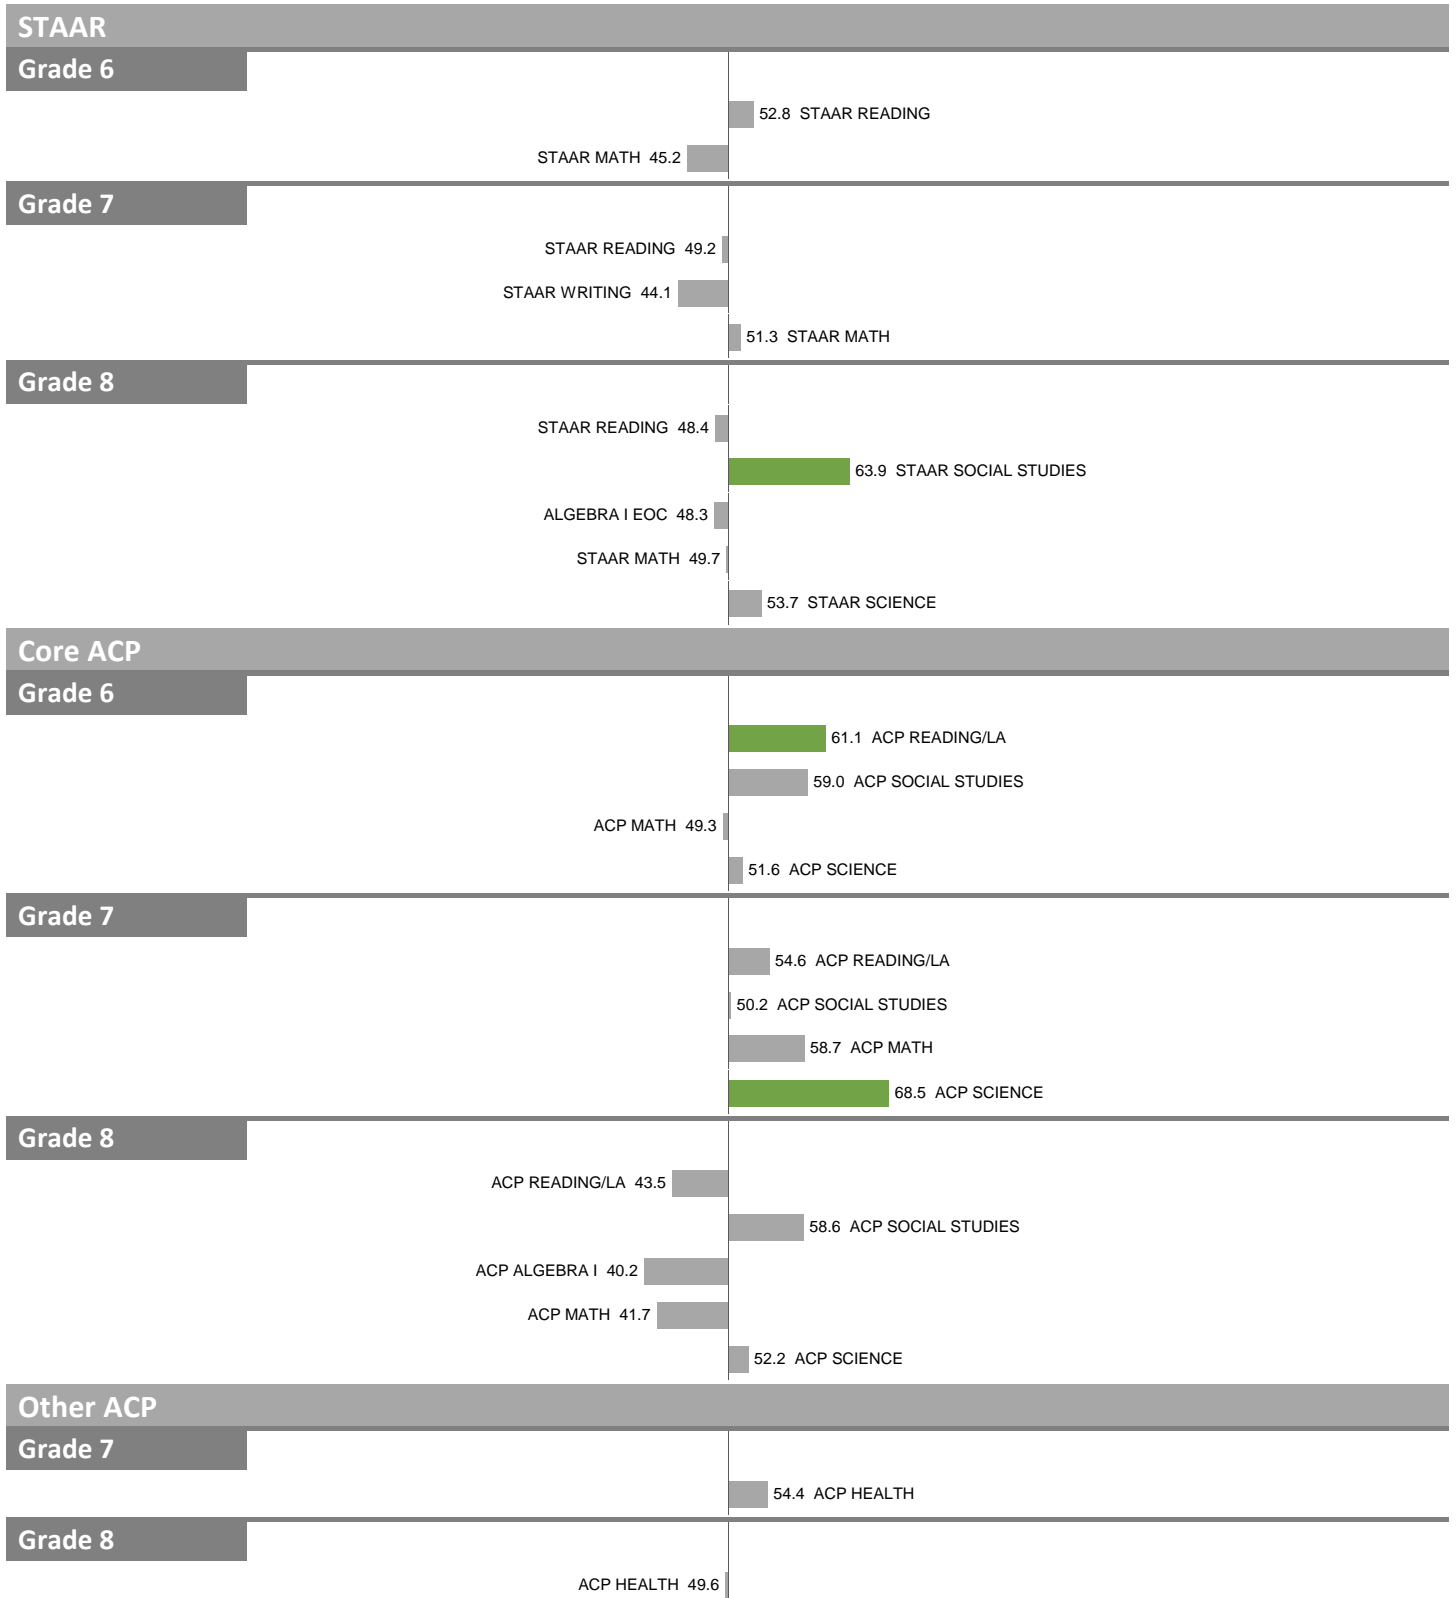 STAAR
Grade 6
52.8 STAAR READING
STAAR MATH 45.2
Grade 7
STAAR READING 49.2
STAAR WRITING 44.1
51.3 STAAR MATH
Grade 8
STAAR READING 48.4
63.9 STAAR SOCIAL STUDIES
ALGEBRA I EOC 48.3
STAAR MATH 49.7
53.7 STAAR SCIENCE
Core ACP
Grade 6
61.1 ACP READING/LA
59.0 ACP SOCIAL STUDIES
ACP MATH 49.3
51.6 ACP SCIENCE
Grade 7
54.6 ACP READING/LA
50.2 ACP SOCIAL STUDIES
58.7 ACP MATH
68.5 ACP SCIENCE
Grade 8
ACP READING/LA 43.5
58.6 ACP SOCIAL STUDIES
ACP ALGEBRA I 40.2
ACP MATH 41.7
52.2 ACP SCIENCE
Other ACP
Grade 7
54.4 ACP HEALTH
Grade 8
ACP HEALTH 49.6